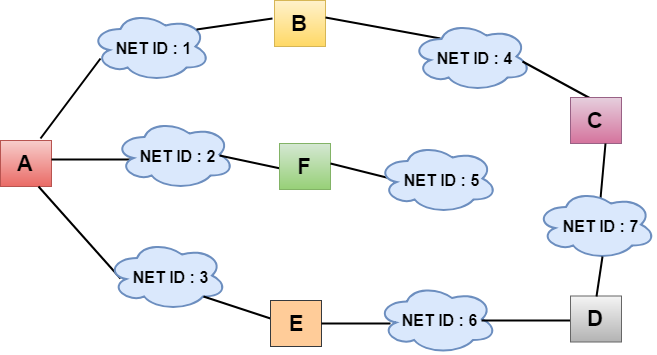 B
NET ID : 1
NET ID : 4
C
A
NET ID : 2
F
NET ID : 5
NET ID : 7
NET ID : 3
E
NET ID : 6
D